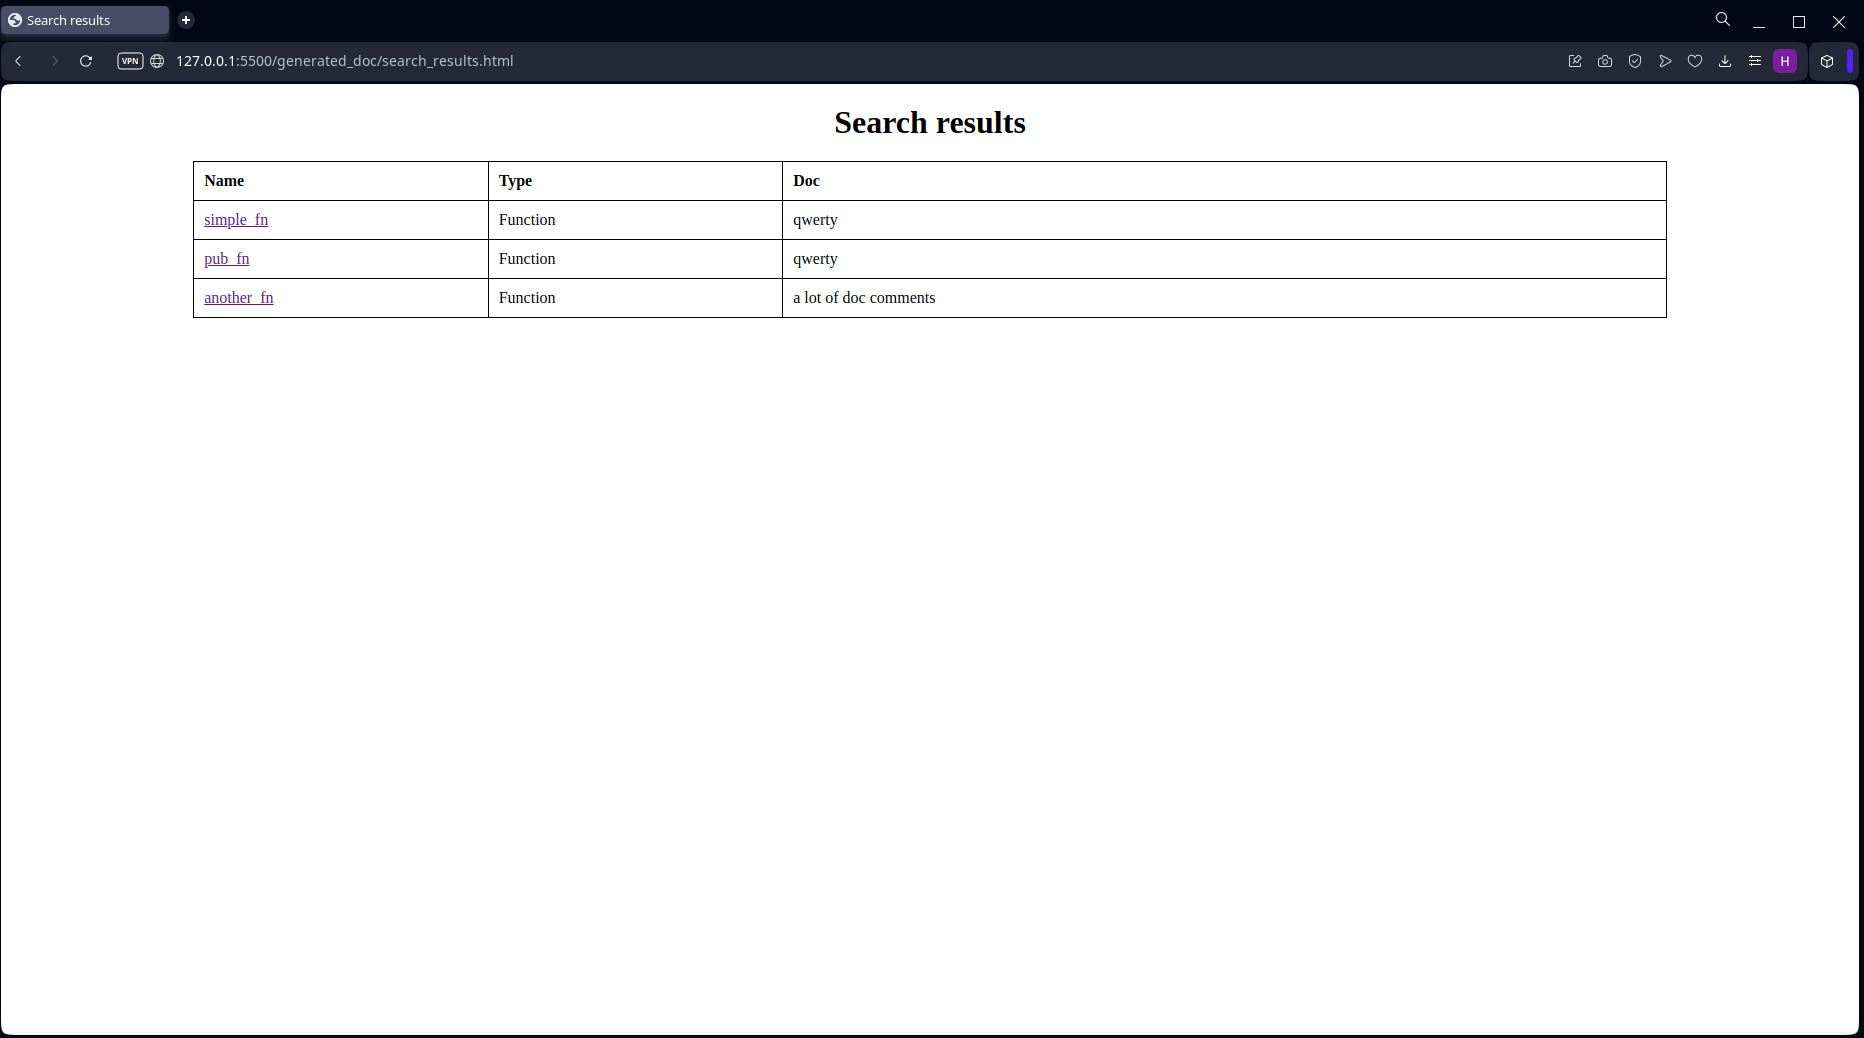 Search results
VPN 127.0.0.1:5500/generated_doc/search_results.html H
Search results
Name Type Doc
simple_fn Function qwerty
pub_fn Function qwerty
another_fn Function a lot of doc comments